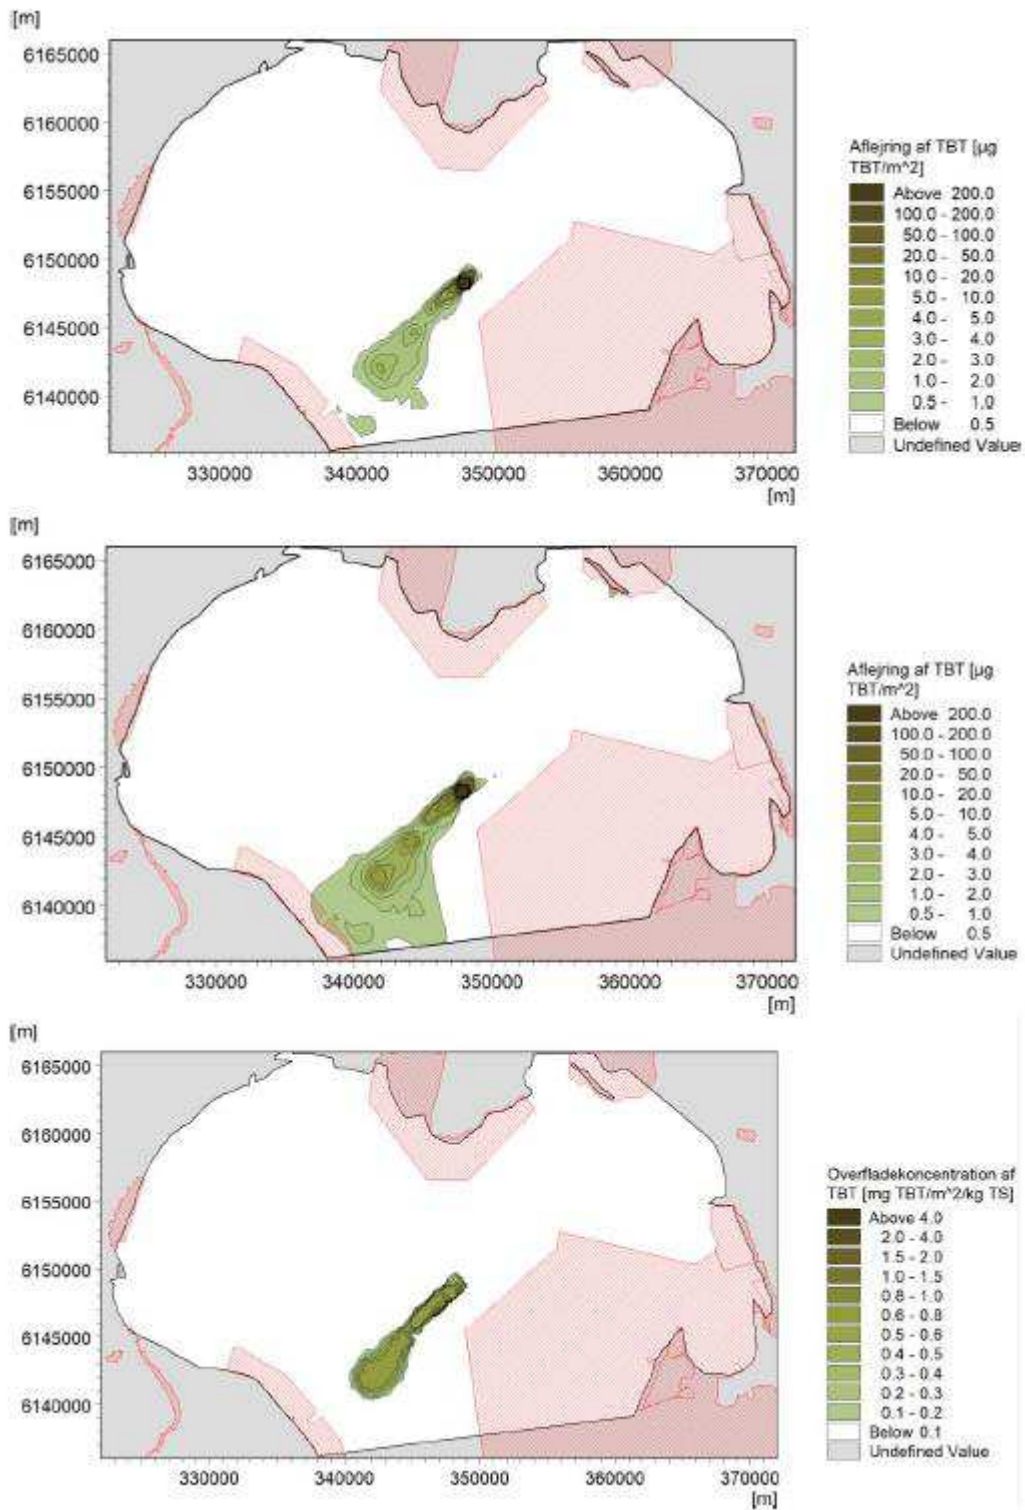 [m]
6165000
6160000
6155000
6150000
6145000
6140000
330000 340000 350000 360000 370000
[m]
Aflejring af TBT [µg
TBT/m^2]
Above 200.0
100.0 - 200.0
50.0 - 100.0
20.0 - 50.0
10.0 - 20.0
5.0 - 10.0
4.0 - 5.0
3.0 - 4.0
2.0 - 3.0
1.0 - 2.0
0.5 - 1.0
Below 0.5
Undefined Value
[m]
6165000
6160000
6155000
6150000
6145000
6140000
330000 340000 350000 360000 370000
[m]
Aflejring af TBT [µg
TBT/m^2]
Above 200.0
100.0 - 200.0
50.0 - 100.0
20.0 - 50.0
10.0 - 20.0
5.0 - 10.0
4.0 - 5.0
3.0 - 4.0
2.0 - 3.0
1.0 - 2.0
0.5 - 1.0
Below 0.5
Undefined Value
[m]
6165000
6160000
6155000
6150000
6145000
6140000
330000 340000 350000 360000 370000
[m]
Overfladekoncentration af
TBT [mg TBT/m^2/kg TS]
Above 4.0
2.0 - 4.0
1.5 - 2.0
1.0 - 1.5
0.8 - 1.0
0.6 - 0.8
0.5 - 0.6
0.4 - 0.5
0.3 - 0.4
0.2 - 0.3
0.1 - 0.2
Below 0.1
Undefined Value